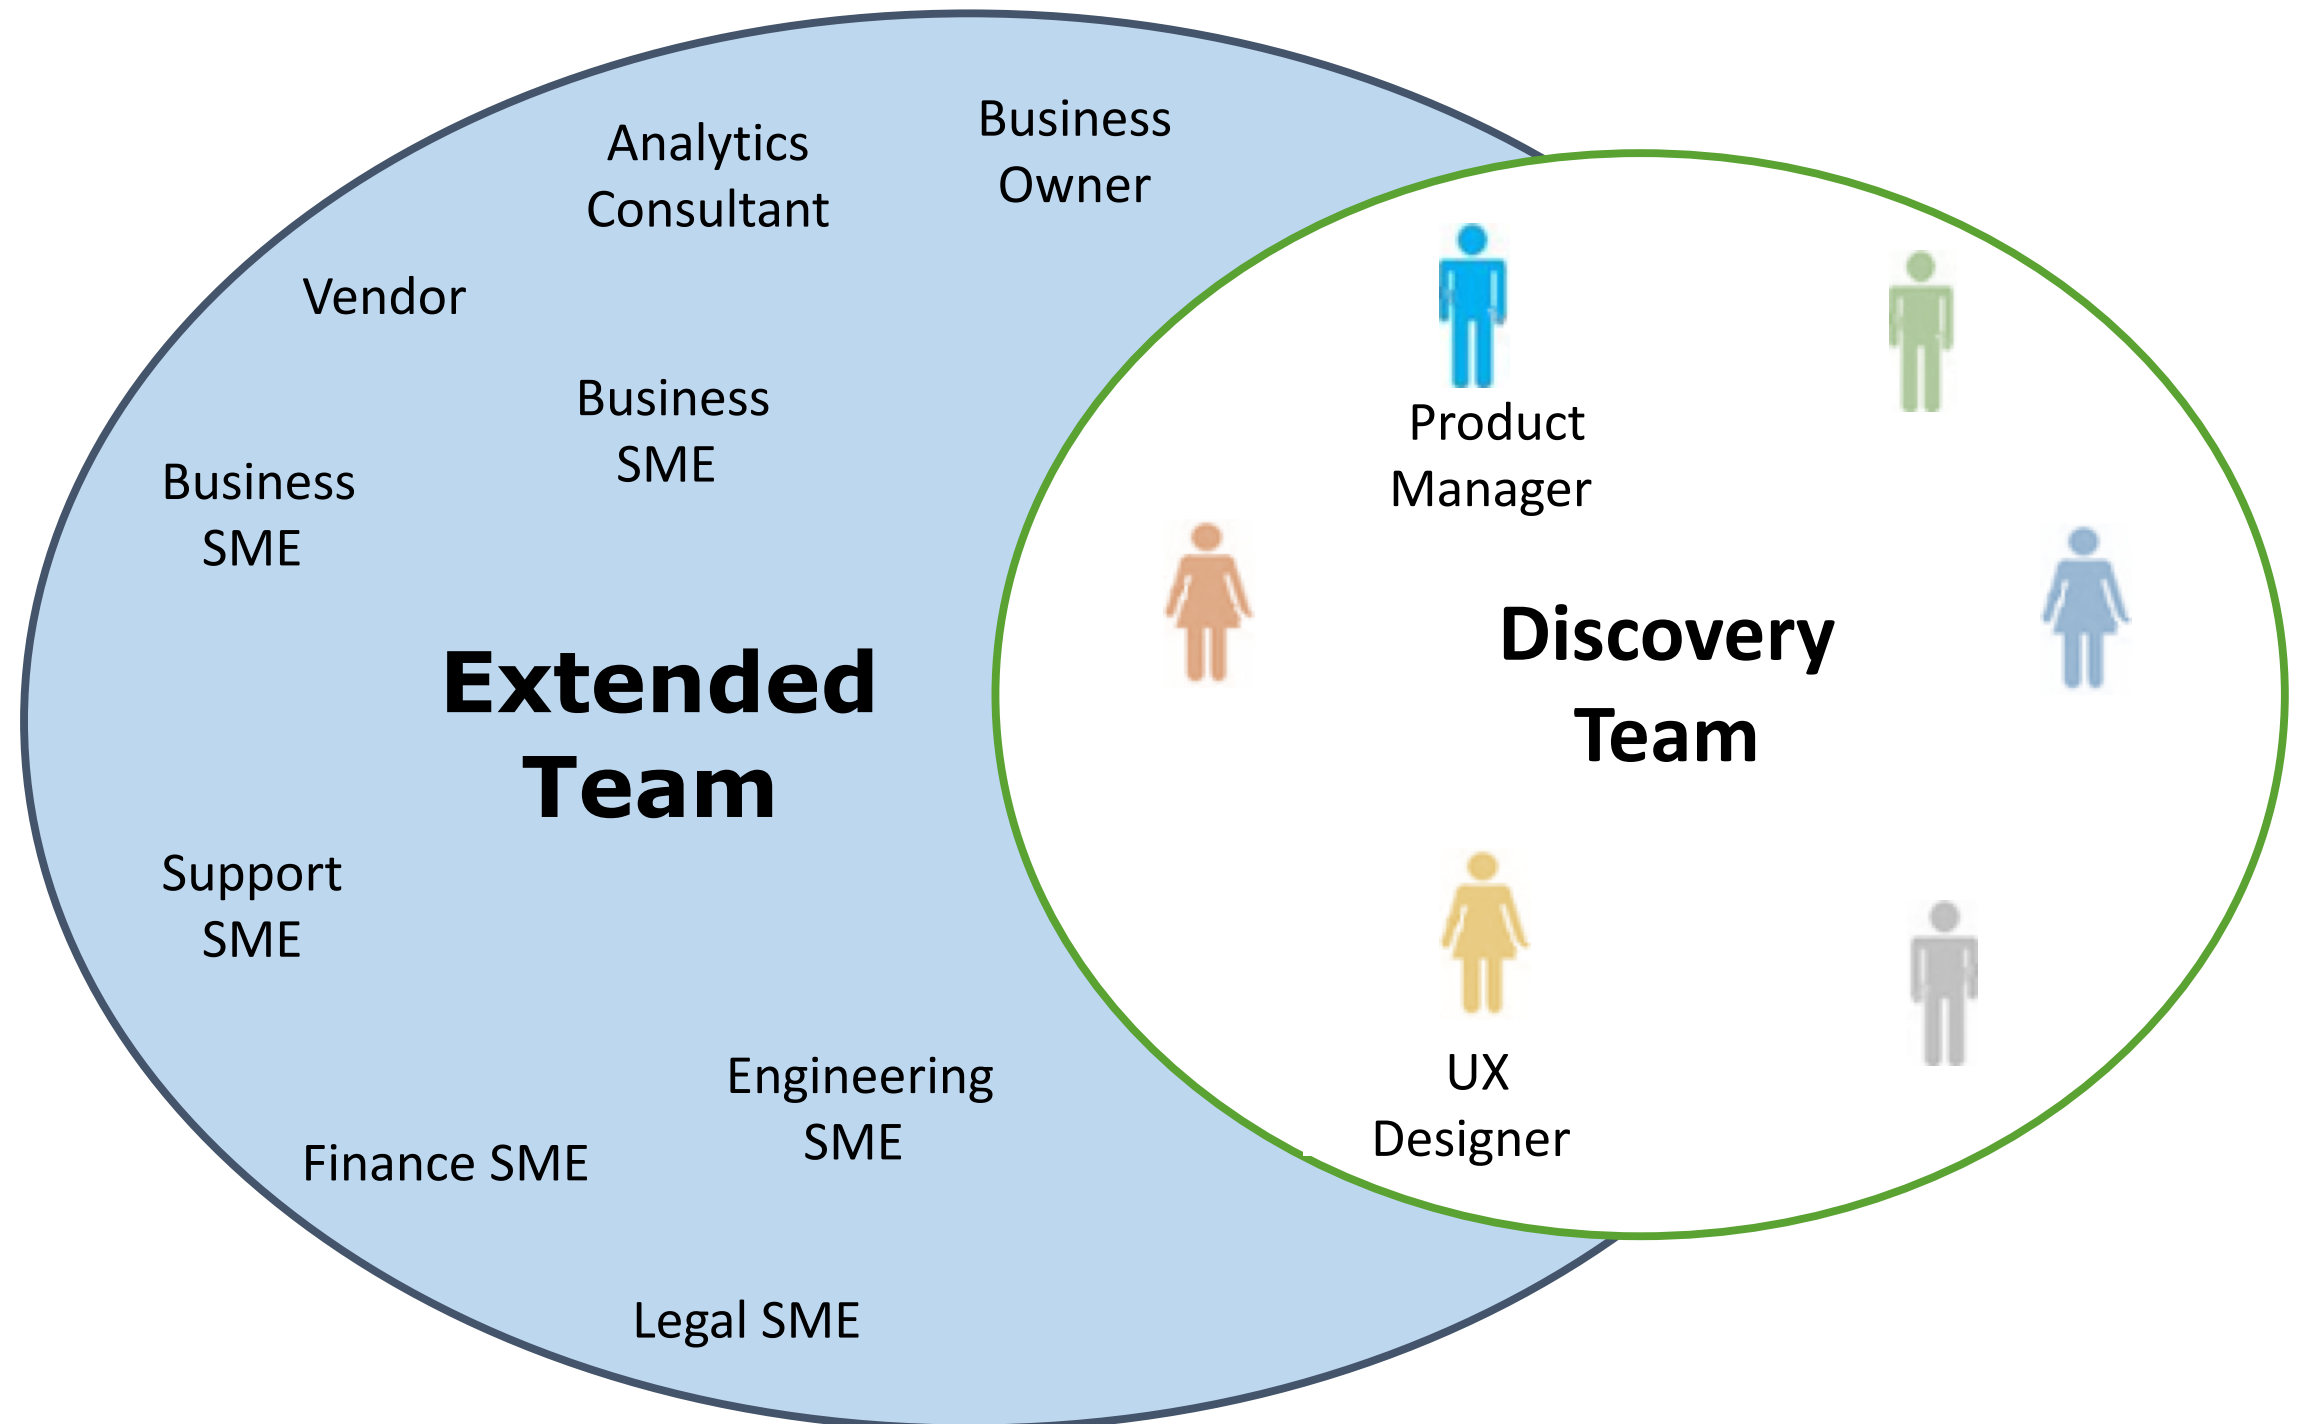 Analytics
Consultant
Business
Owner
Vendor
Business
SME
Business
SME
Extended
Team
Support
SME
Engineering
SME
Finance SME
Legal SME
Product
Manager
Discovery
Team
UX
Designer